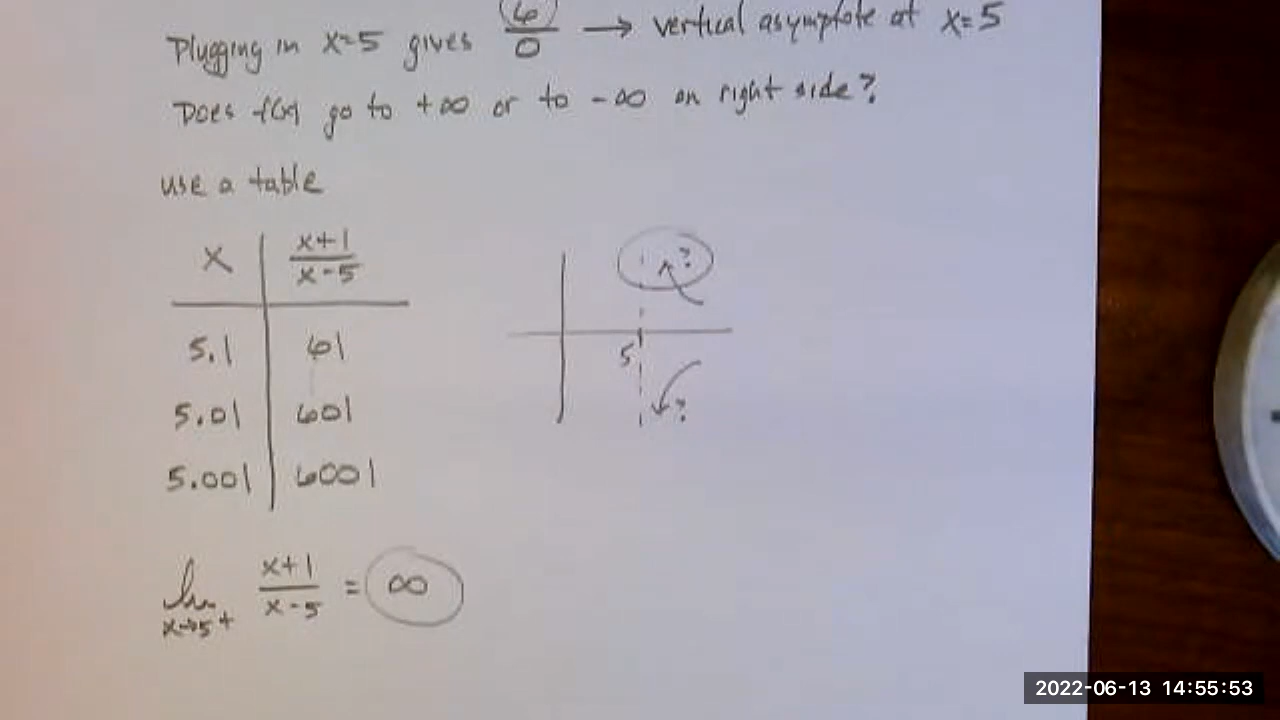 Plugging in x=5 gives 6/0 → vertical asymptote at x=5
Does f(x) go to +∞ or to -∞ on right side?
use a table
x | x+1/x-5
5.1 | 61
5.01 | 601
5.001 | 6001
?
5
?
lim x→5+ x+1/x-5 = ∞
2022-06-13 14:55:53